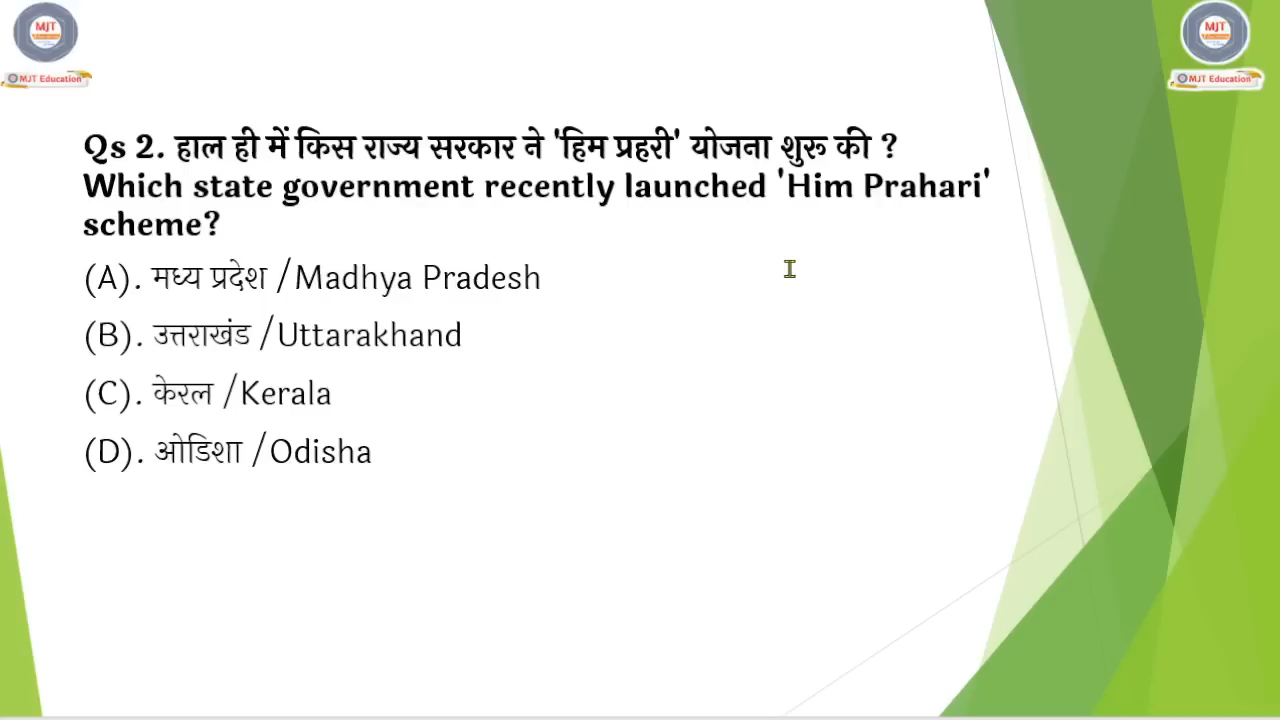 MJT
MJT Education
MJT
MJT Education
Qs 2. हाल ही में किस राज्य सरकार ने 'हिम प्रहरी' योजना शुरू की ?
Which state government recently launched 'Him Prahari'
scheme?
(A). मध्य प्रदेश /Madhya Pradesh
(B). उत्तराखंड /Uttarakhand
(C). केरल /Kerala
(D). ओडिशा /Odisha